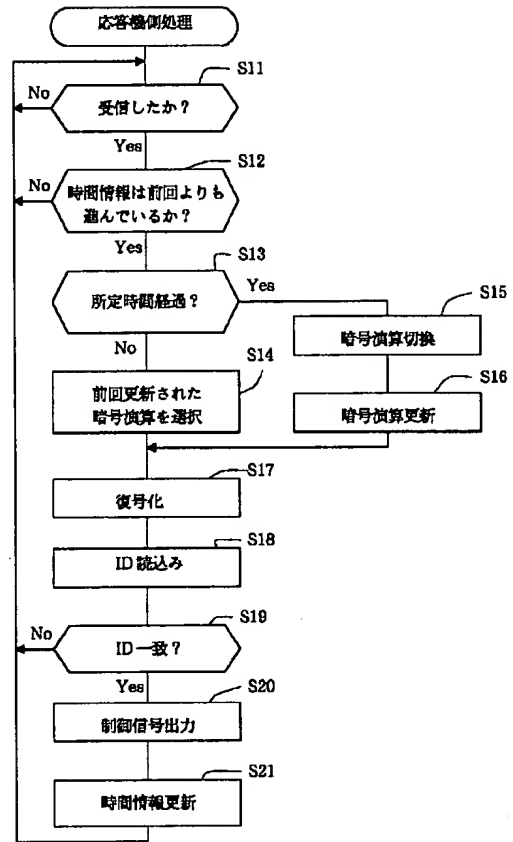 応答機側処理
S11
No
受信したか?
Yes
S12
No
時間情報は前回よりも
進んでいるか?
Yes
S13
所定時間経過?
Yes
S15
暗号演算切換
No
S14
前回更新された
暗号演算を選択
S16
暗号演算更新
S17
復号化
S18
ID 読込み
S19
No
ID 一致?
Yes
S20
制御信号出力
S21
時間情報更新